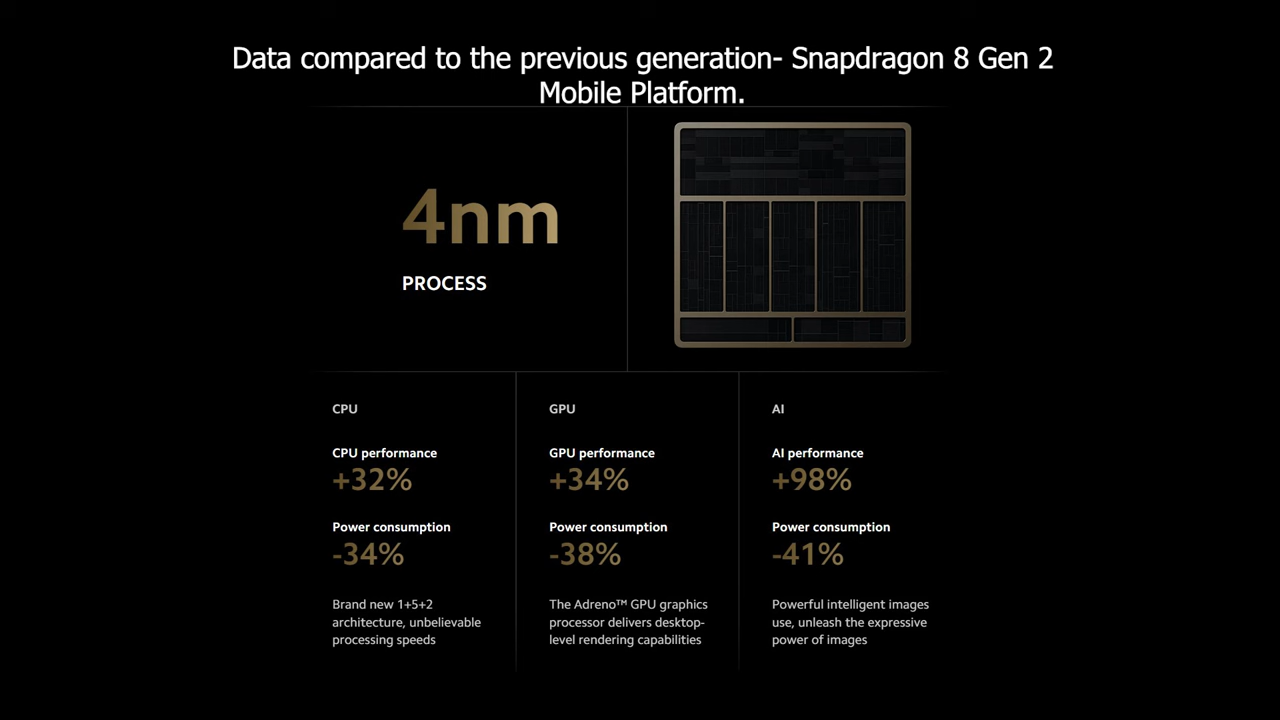 Data compared to the previous generation- Snapdragon 8 Gen 2
Mobile Platform.
4nm
PROCESS
CPU
CPU performance
+32%
Power consumption
-34%
Brand new 1+5+2
architecture, unbelievable
processing speeds
GPU
GPU performance
+34%
Power consumption
-38%
The Adreno™ GPU graphics
processor delivers desktop-
level rendering capabilities
AI
AI performance
+98%
Power consumption
-41%
Powerful intelligent images
use, unleash the expressive
power of images